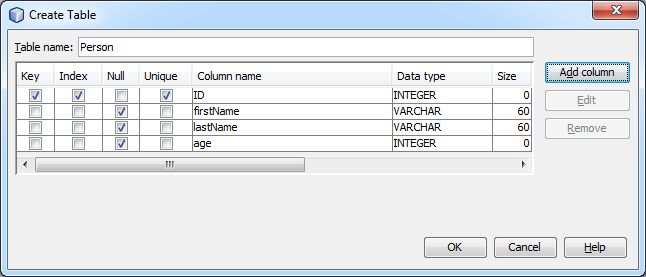 Create Table
Table name: Person
Key Index Null Unique Column name Data type Size
ID INTEGER 0
firstName VARCHAR 60
lastName VARCHAR 60
age INTEGER 0
Add column
Edit
Remove
OK Cancel Help